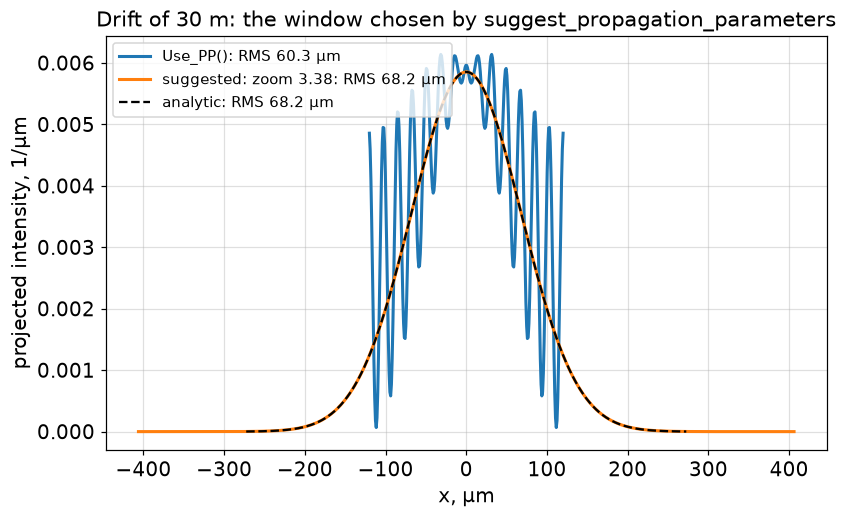 Drift of 30 m: the window chosen by suggest_propagation_parameters
Use_PP(): RMS 60.3 µm
suggested: zoom 3.38: RMS 68.2 µm
analytic: RMS 68.2 µm
projected intensity, 1/µm
0.006
0.005
0.004
0.003
0.002
0.001
0.000
−400 −300 −200 −100 0 100 200 300 400
x, µm